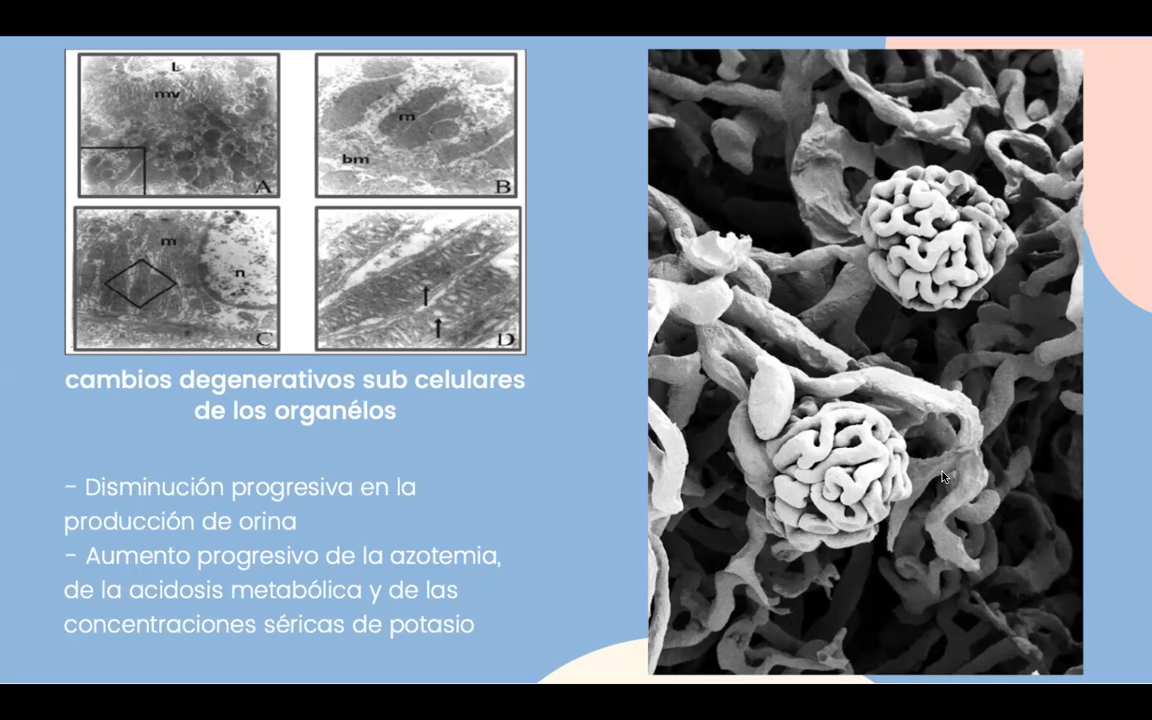 L
mv
A
m
bm
B
m
n
C
D
cambios degenerativos sub celulares
de los organélos
- Disminución progresiva en la
producción de orina
- Aumento progresivo de la azotemia,
de la acidosis metabólica y de las
concentraciones séricas de potasio